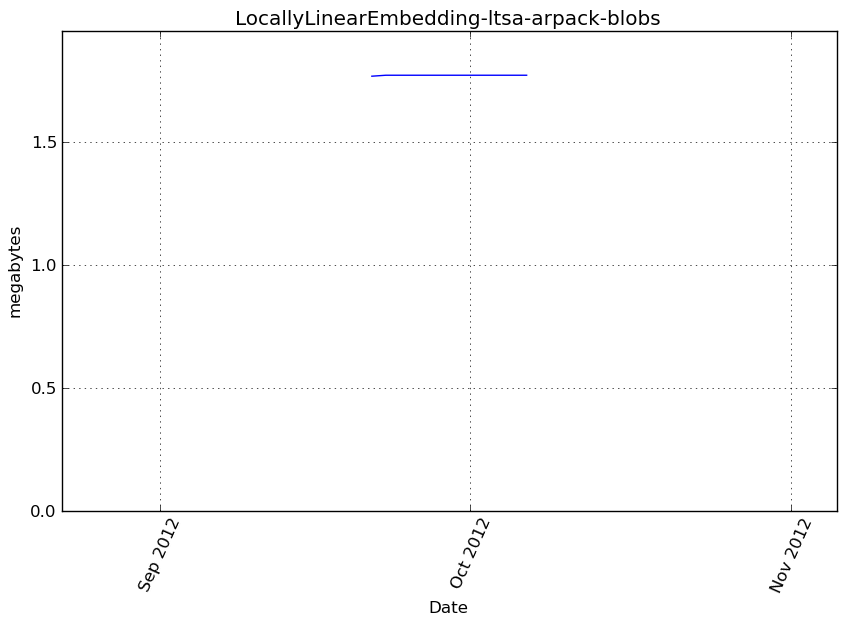 LocallyLinearEmbedding-ltsa-arpack-blobs
megabytes
1.5
1.0
0.5
0.0
Sep 2012
Oct 2012
Nov 2012
Date